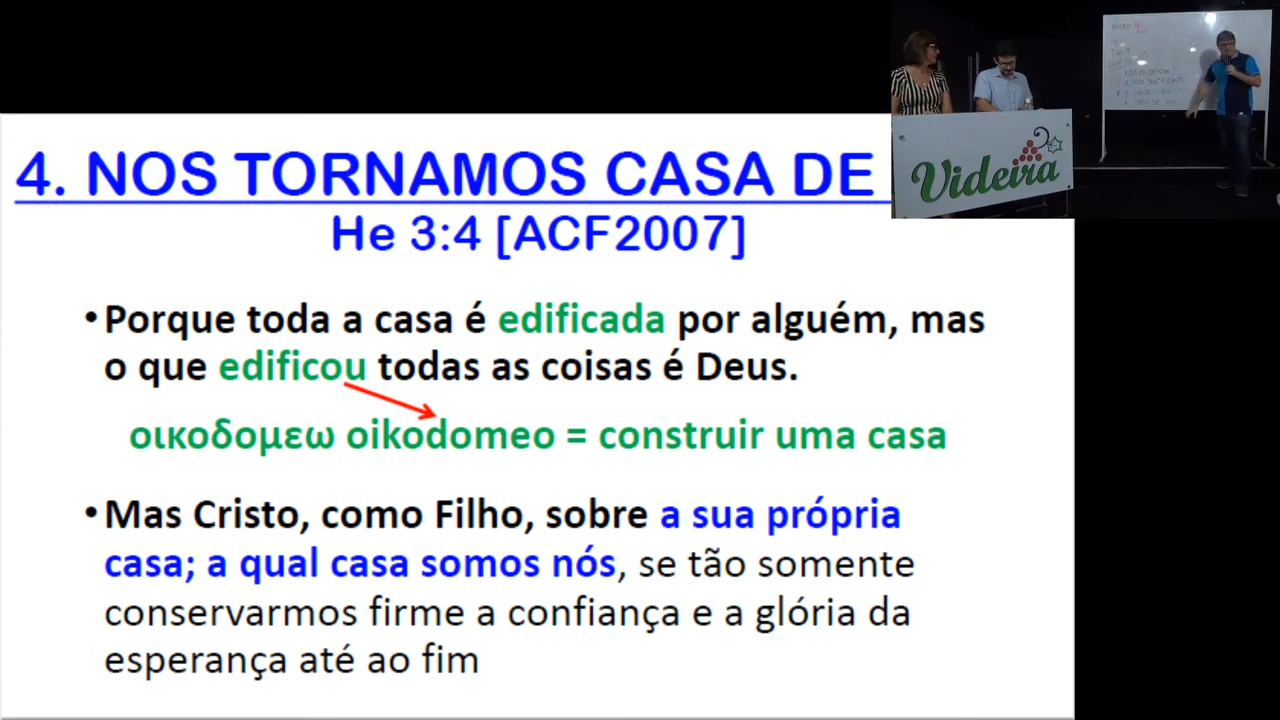 4. NOS TORNAMOS CASA DE
He 3:4 [ACF2007]
•Porque toda a casa é edificada por alguém, mas
o que edificou todas as coisas é Deus.
οικοδομεω oikodomeo = construir uma casa
•Mas Cristo, como Filho, sobre a sua própria
casa; a qual casa somos nós, se tão somente
conservarmos firme a confiança e a glória da
esperança até ao fim
Videira